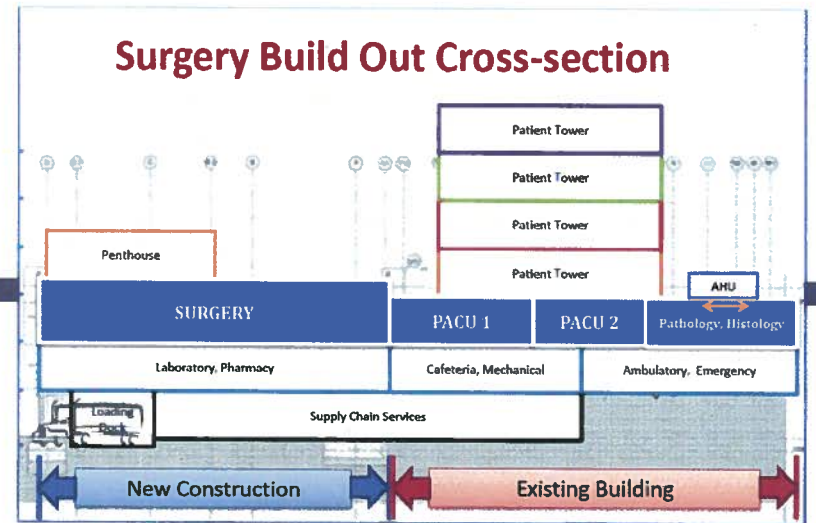 Surgery Build Out Cross-section
Patient Tower
Patient Tower
Patient Tower
Penthouse
Patient Tower
AHU
SURGERY
PACU 1
PACU 2
Pathology, Histology
Laboratory, Pharmacy
Cafeteria, Mechanical
Ambulatory, Emergency
Loading
Dock
Supply Chain Services
New Construction
Existing Building